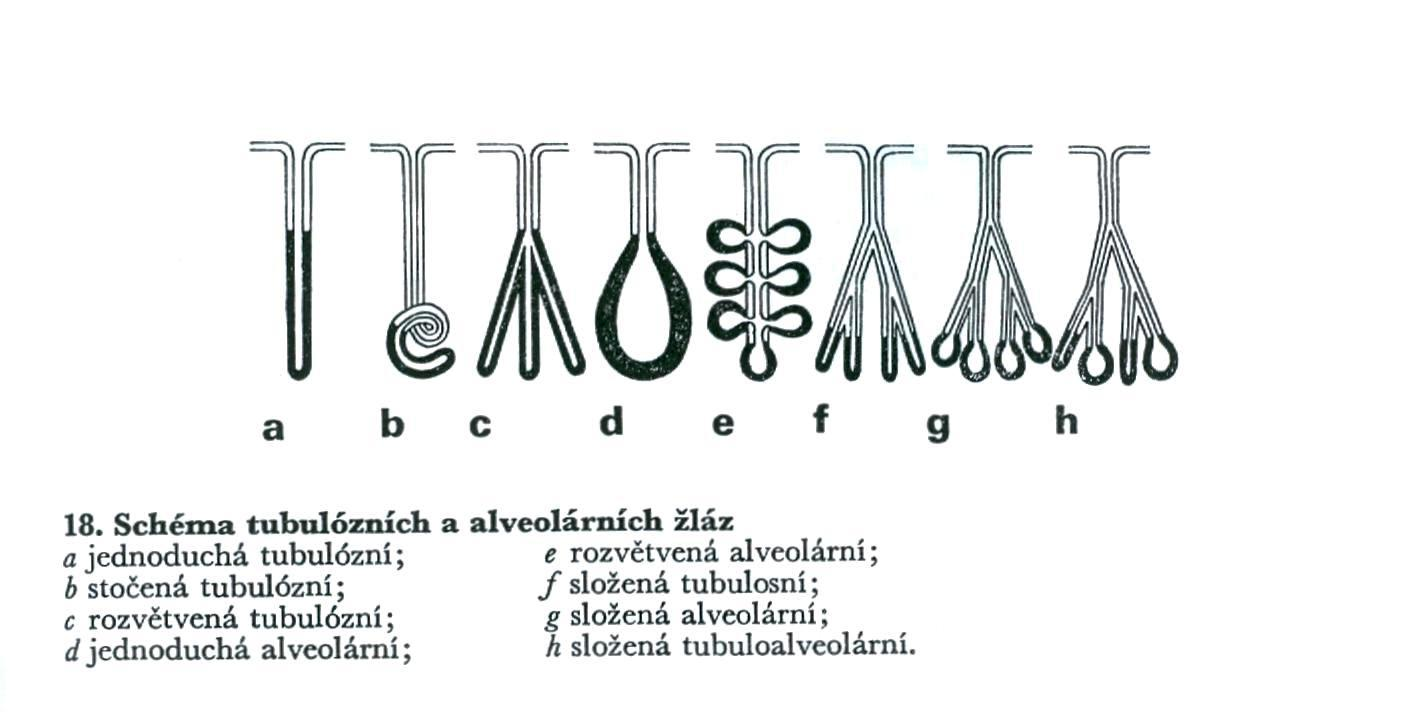 a b c d e f g h
18. Schéma tubulózních a alveolárních žláz
a jednoduchá tubulózní;
b stočená tubulózní;
c rozvětvená tubulózní;
d jednoduchá alveolární;
e rozvětvená alveolární;
f složená tubulosní;
g složená alveolární;
h složená tubuloalveolární.